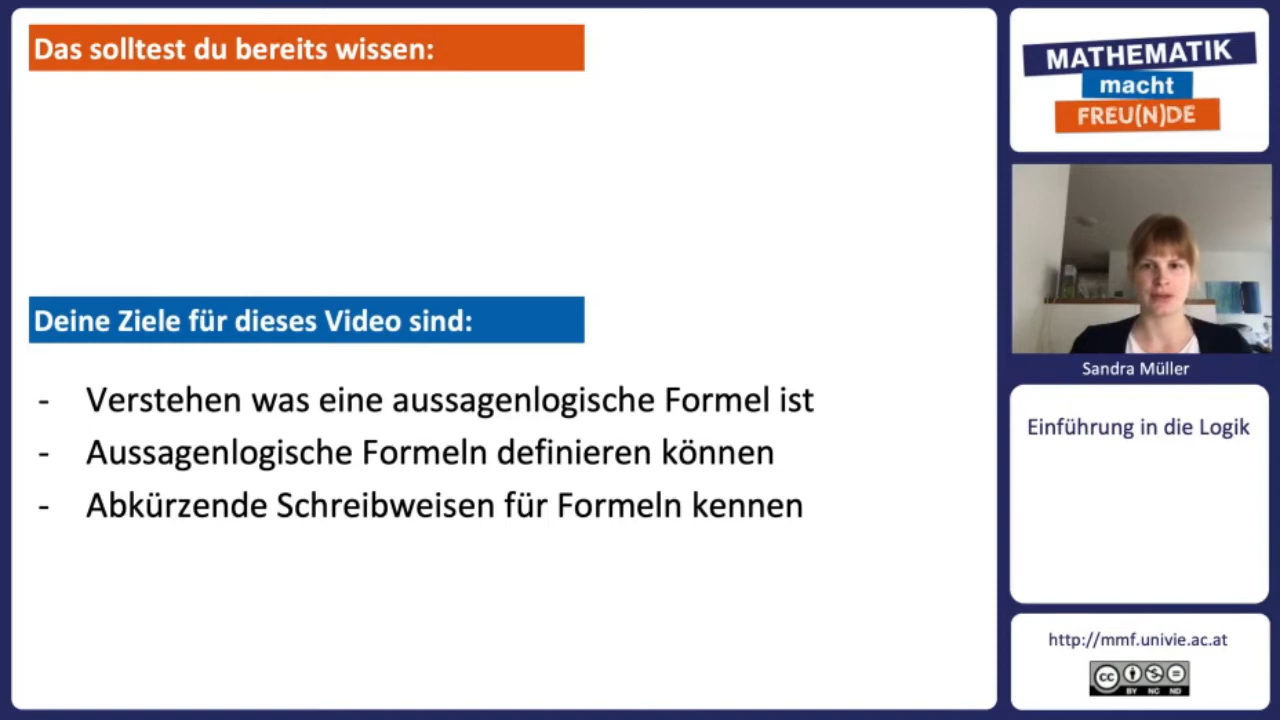 Das solltest du bereits wissen:
Deine Ziele für dieses Video sind:
- Verstehen was eine aussagenlogische Formel ist
- Aussagenlogische Formeln definieren können
- Abkürzende Schreibweisen für Formeln kennen
MATHEMATIK
macht
FREU(N)DE
Sandra Müller
Einführung in die Logik
http://mmf.univie.ac.at
cc
BY NC ND